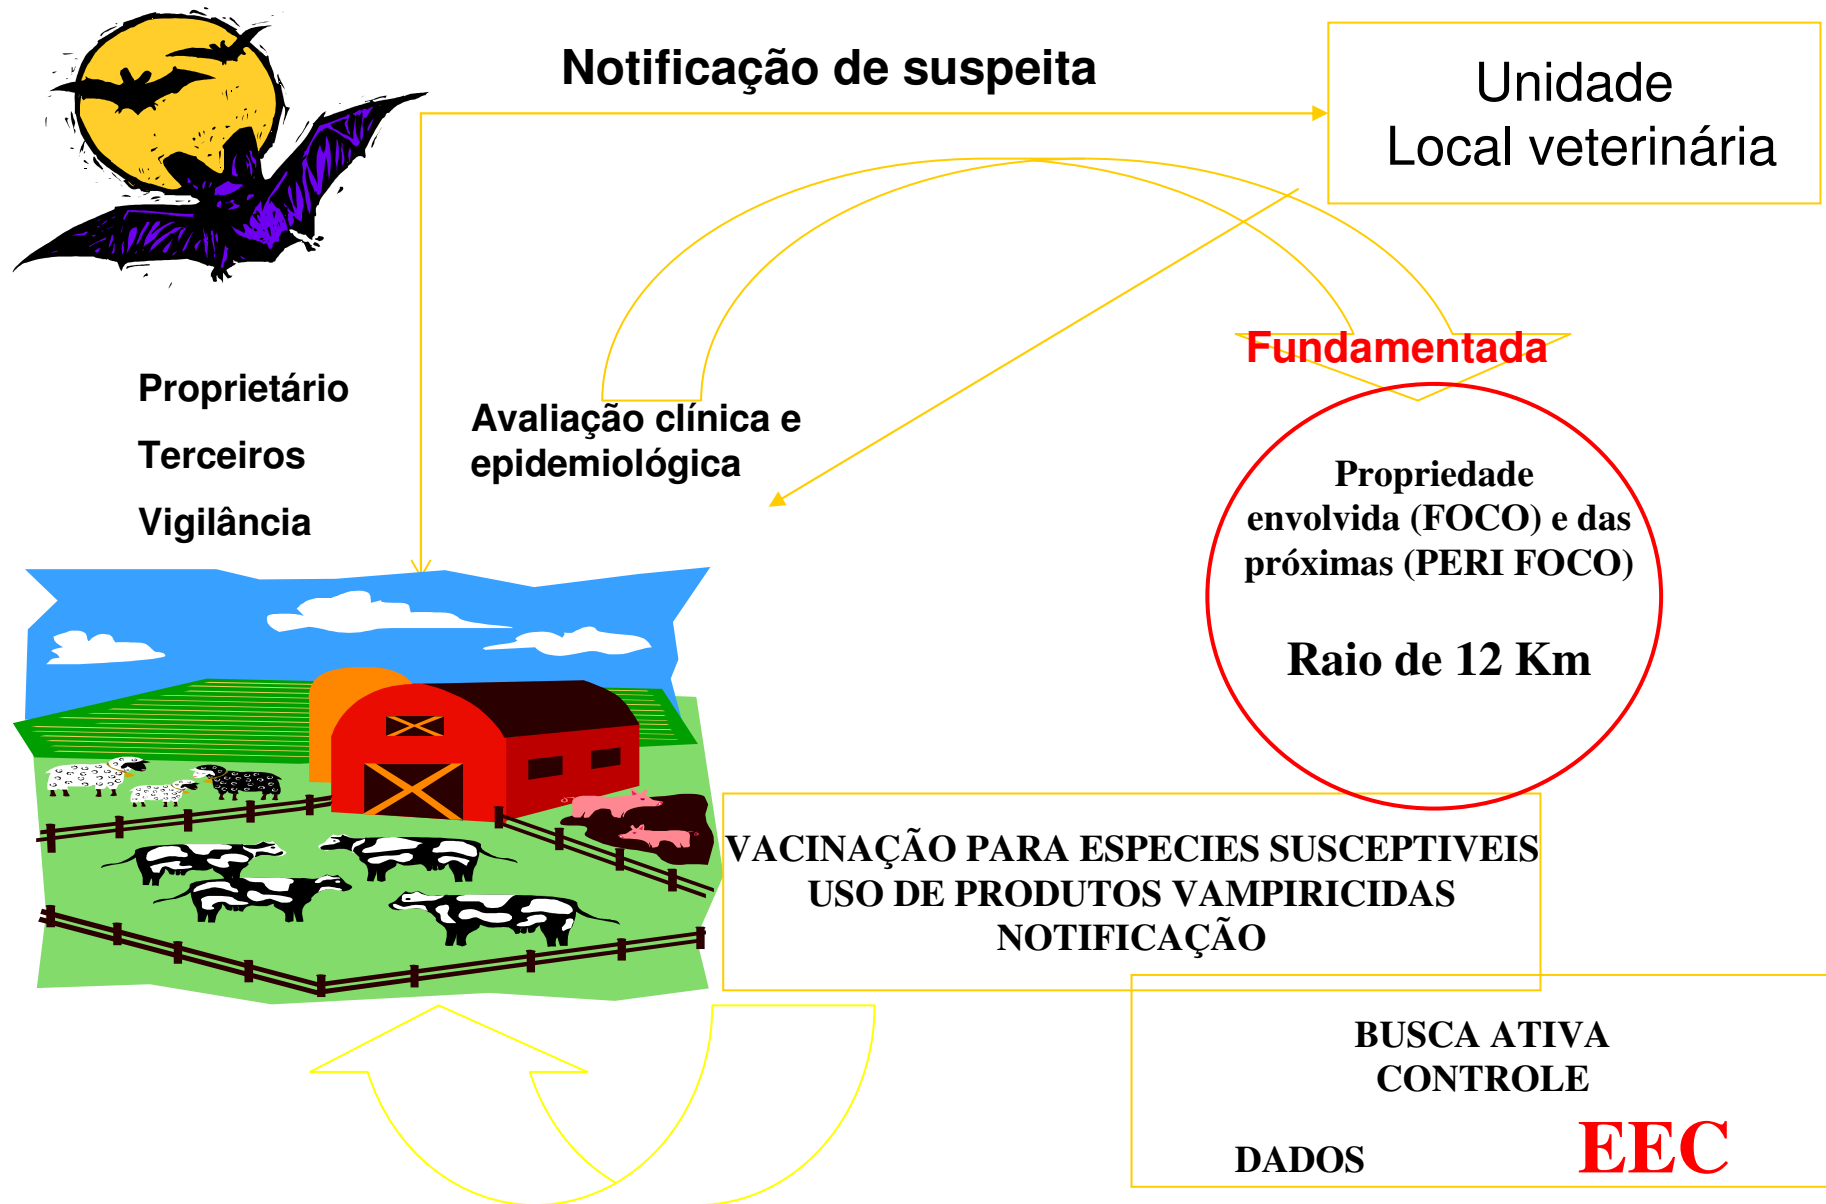 Notificação de suspeita
Unidade
Local veterinária
Fundamentada
Proprietário
Terceiros
Vigilância
Avaliação clínica e
epidemiológica
Propriedade
envolvida (FOCO) e das
próximas (PERI FOCO)
Raio de 12 Km
VACINAÇÃO PARA ESPECIES SUSCEPTIVEIS
USO DE PRODUTOS VAMPIRICIDAS
NOTIFICAÇÃO
BUSCA ATIVA
CONTROLE
DADOS EEC